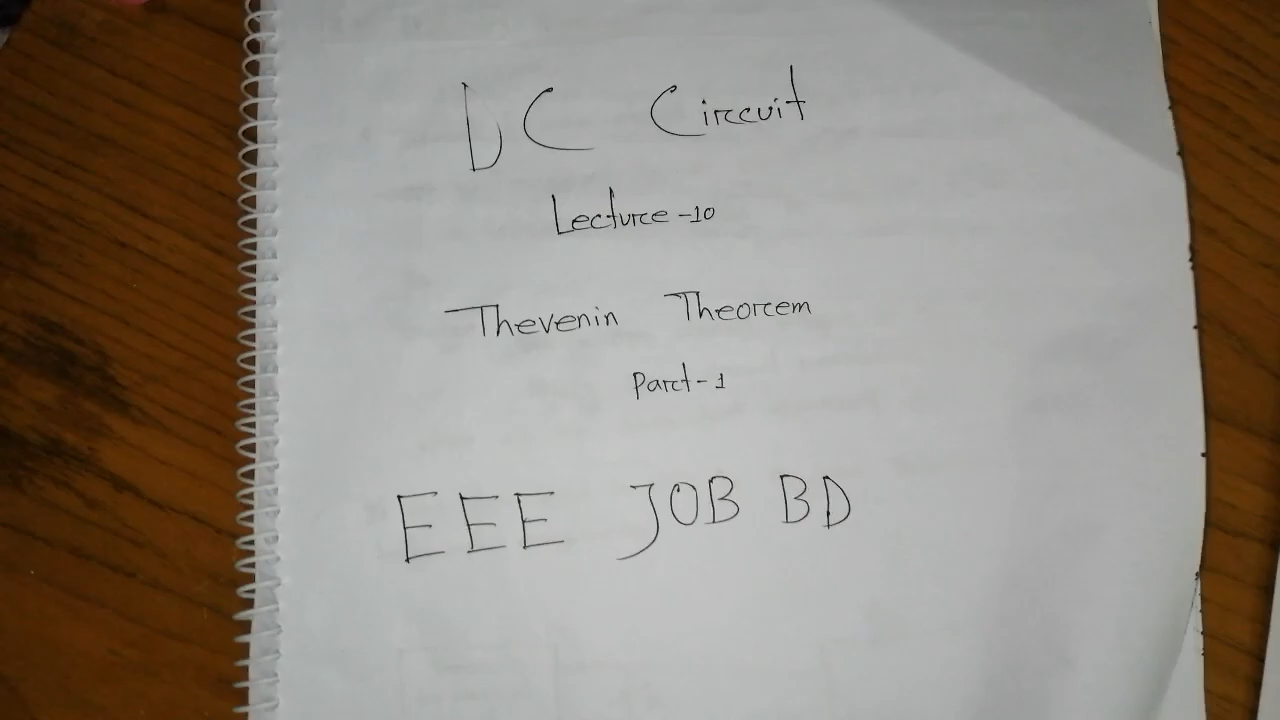 DC Circuit
Lecture -10
Thevenin Theorem
Part-1
EEE JOB BD